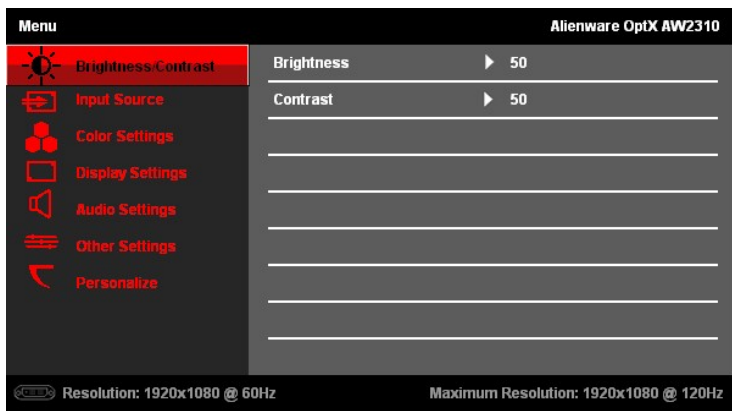 Menu Alienware OptX AW2310
Brightness/Contrast Brightness 50
Input Source Contrast 50
Color Settings
Display Settings
Audio Settings
Other Settings
Personalize
Resolution: 1920x1080 @ 60Hz Maximum Resolution: 1920x1080 @ 120Hz